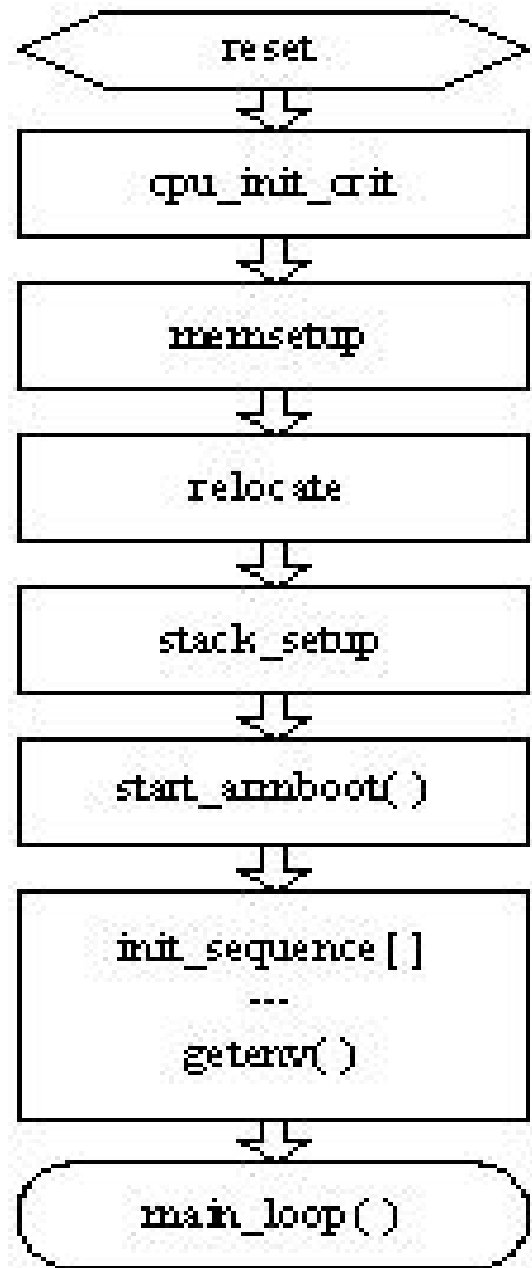 reset
cpu_init_crit
memsetup
relocate
stack_setup
start_armboot( )
init_sequence[ ]
---
getenv( )
main_loop( )